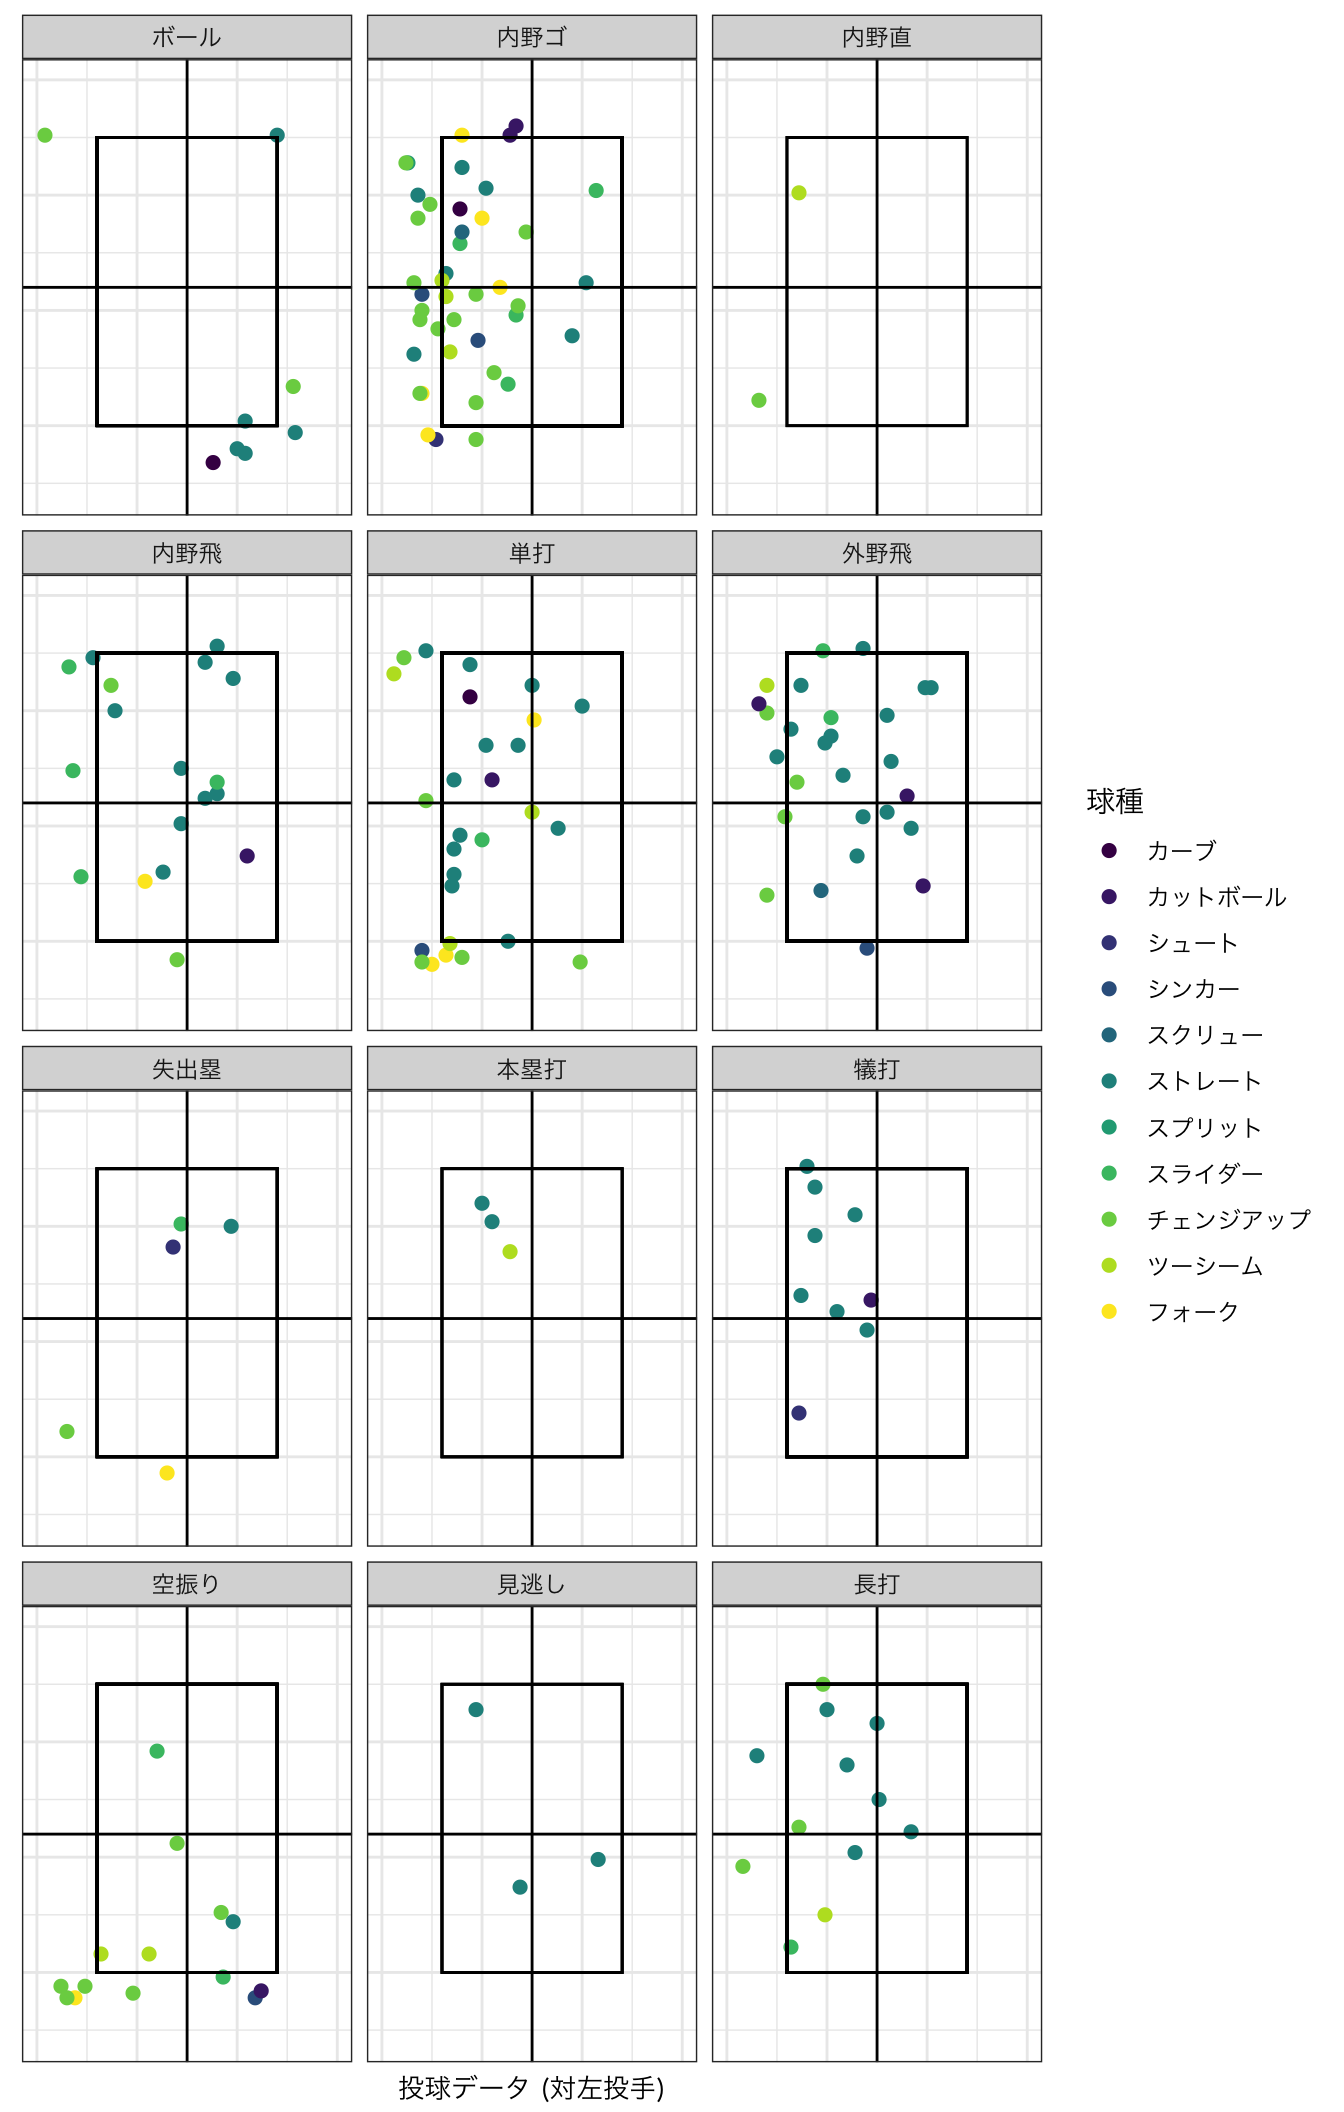 ボール
内野ゴ
内野直
内野飛
単打
外野飛
失出塁
本塁打
犠打
空振り
見逃し
長打
球種
カーブ
カットボール
シュート
シンカー
スクリュー
ストレート
スプリット
スライダー
チェンジアップ
ツーシーム
フォーク
投球データ (対左投手)